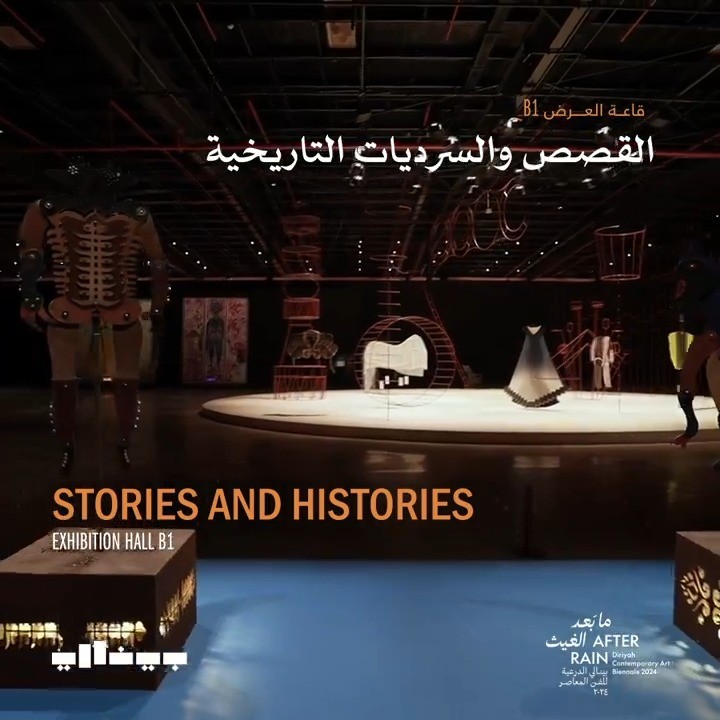 قاعة العرض B1
القصص والسرديات التاريخية
STORIES AND HISTORIES
EXHIBITION HALL B1
بينالي
ما بَعد
الغيث AFTER
RAIN
Diriyah
Contemporary Art
Biennale 2024
بينالي الدرعية
للفن المعاصر
٢٠٢٤